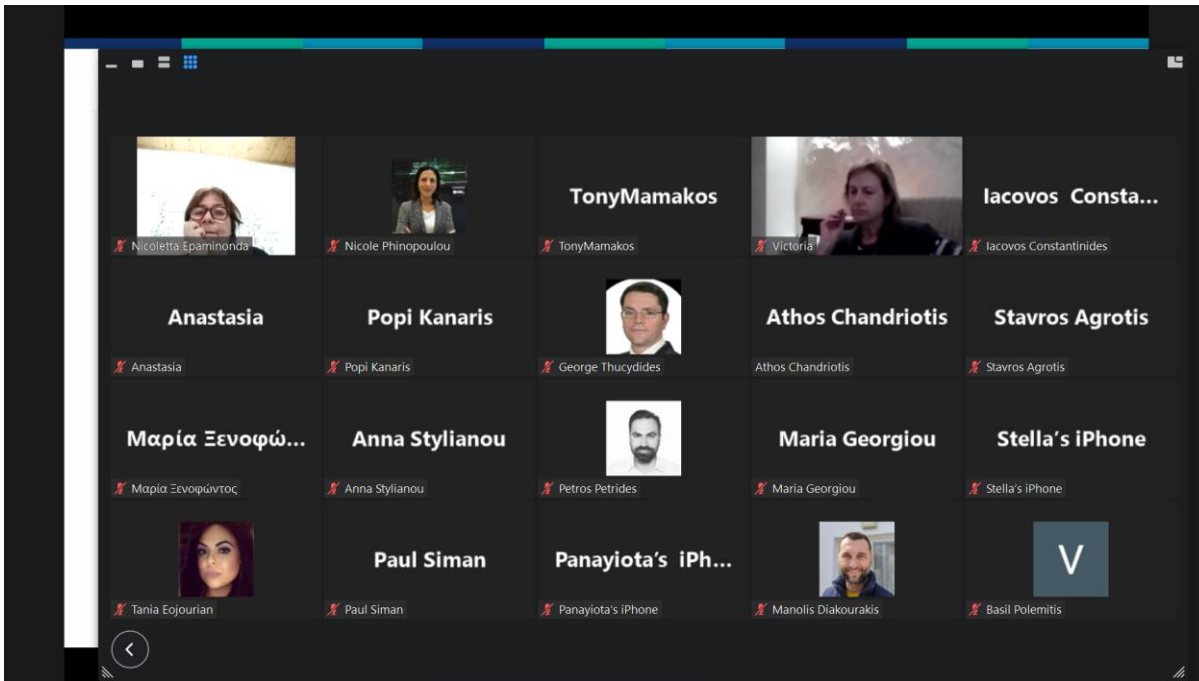 Nicoletta Epaminonda
Nicole Phinopoulou
TonyMamakos
TonyMamakos
Victoria
Iacovos Consta...
Iacovos Constantinides
Anastasia
Anastasia
Popi Kanaris
Popi Kanaris
George Thucydides
Athos Chandriotis
Athos Chandriotis
Stavros Agrotis
Stavros Agrotis
Μαρία Ξενοφώ...
Μαρία Ξενοφώντος
Anna Stylianou
Anna Stylianou
Petros Petrides
Maria Georgiou
Maria Georgiou
Stella's iPhone
Stella's iPhone
Tania Eojourian
Paul Siman
Paul Siman
Panayiota's iPh...
Panayiota's iPhone
Manolis Diakourakis
V
Basil Polemitis